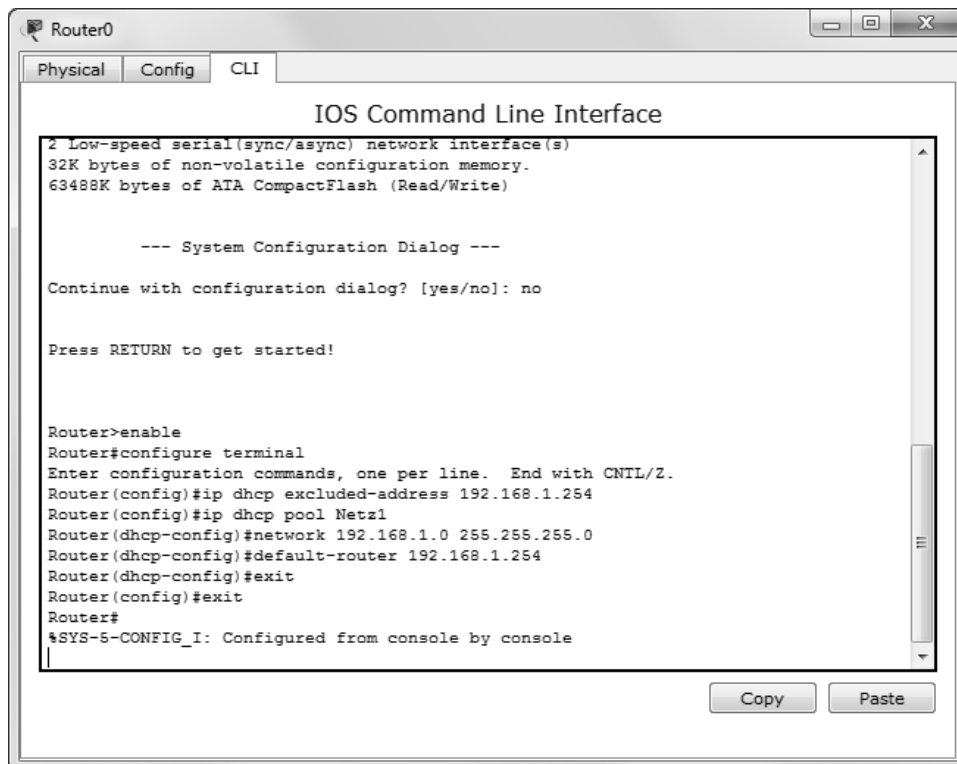 Router0
Physical Config CLI
IOS Command Line Interface
2 Low-speed serial(sync/async) network interface(s)
32K bytes of non-volatile configuration memory.
63488K bytes of ATA CompactFlash (Read/Write)
--- System Configuration Dialog ---
Continue with configuration dialog? [yes/no]: no
Press RETURN to get started!
Router>enable
Router#configure terminal
Enter configuration commands, one per line.  End with CNTL/Z.
Router(config)#ip dhcp excluded-address 192.168.1.254
Router(config)#ip dhcp pool Netz1
Router(dhcp-config)#network 192.168.1.0 255.255.255.0
Router(dhcp-config)#default-router 192.168.1.254
Router(dhcp-config)#exit
Router(config)#exit
Router#
%SYS-5-CONFIG_I: Configured from console by console
Copy Paste